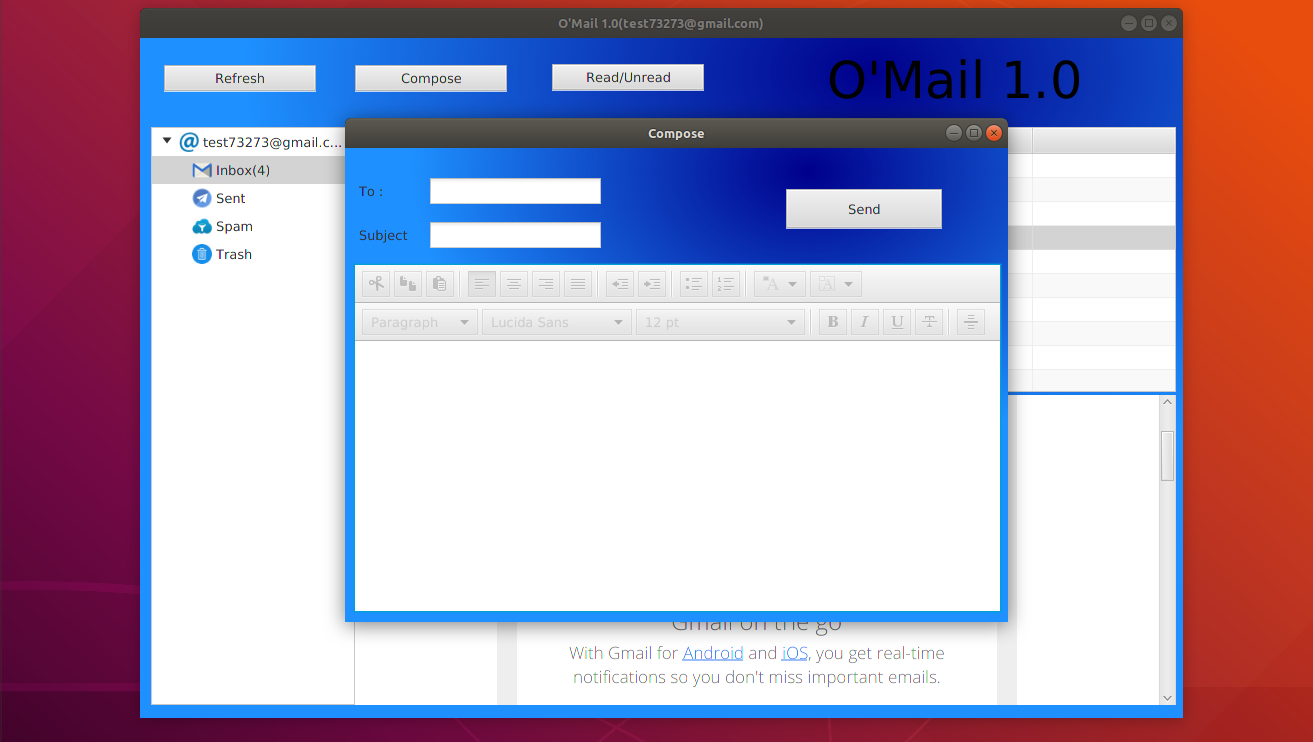 O'Mail 1.0(test73273@gmail.com)
Refresh
Compose
Read/Unread
O'Mail 1.0
test73273@gmail.c...
Inbox(4)
Sent
Spam
Trash
Compose
To :
Send
Subject
Paragraph
Lucida Sans
12 pt
B
I
U
T
Gmail on the go
With Gmail for Android and iOS, you get real-time
notifications so you don't miss important emails.